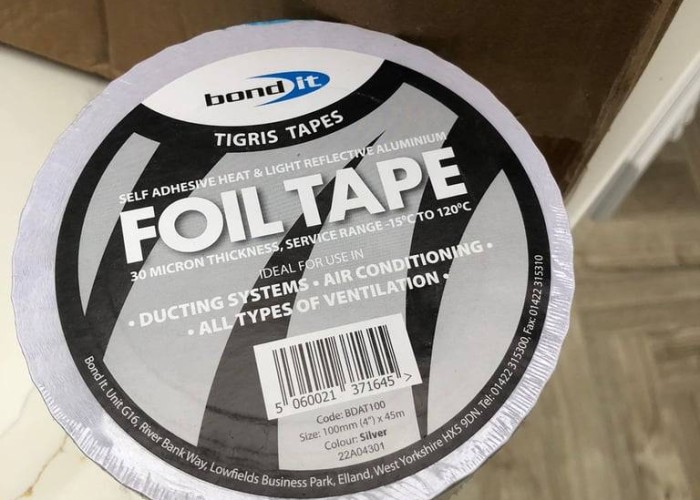 bond it
TIGRIS TAPES
SELF ADHESIVE HEAT & LIGHT REFLECTIVE ALUMINIUM
FOIL TAPE
30 MICRON THICKNESS, SERVICE RANGE -15°C TO 120°C
IDEAL FOR USE IN
• DUCTING SYSTEMS • AIR CONDITIONING •
• ALL TYPES OF VENTILATION •
5 060021 371645 >
Code: BDAT100
Size: 100mm (4") x 45m
Colour: Silver
22A04301
Bond It. Unit G16, River Bank Way, Lowfields Business Park, Elland, West Yorkshire HX5 9DN. Tel: 01422 315300, Fax: 01422 315310